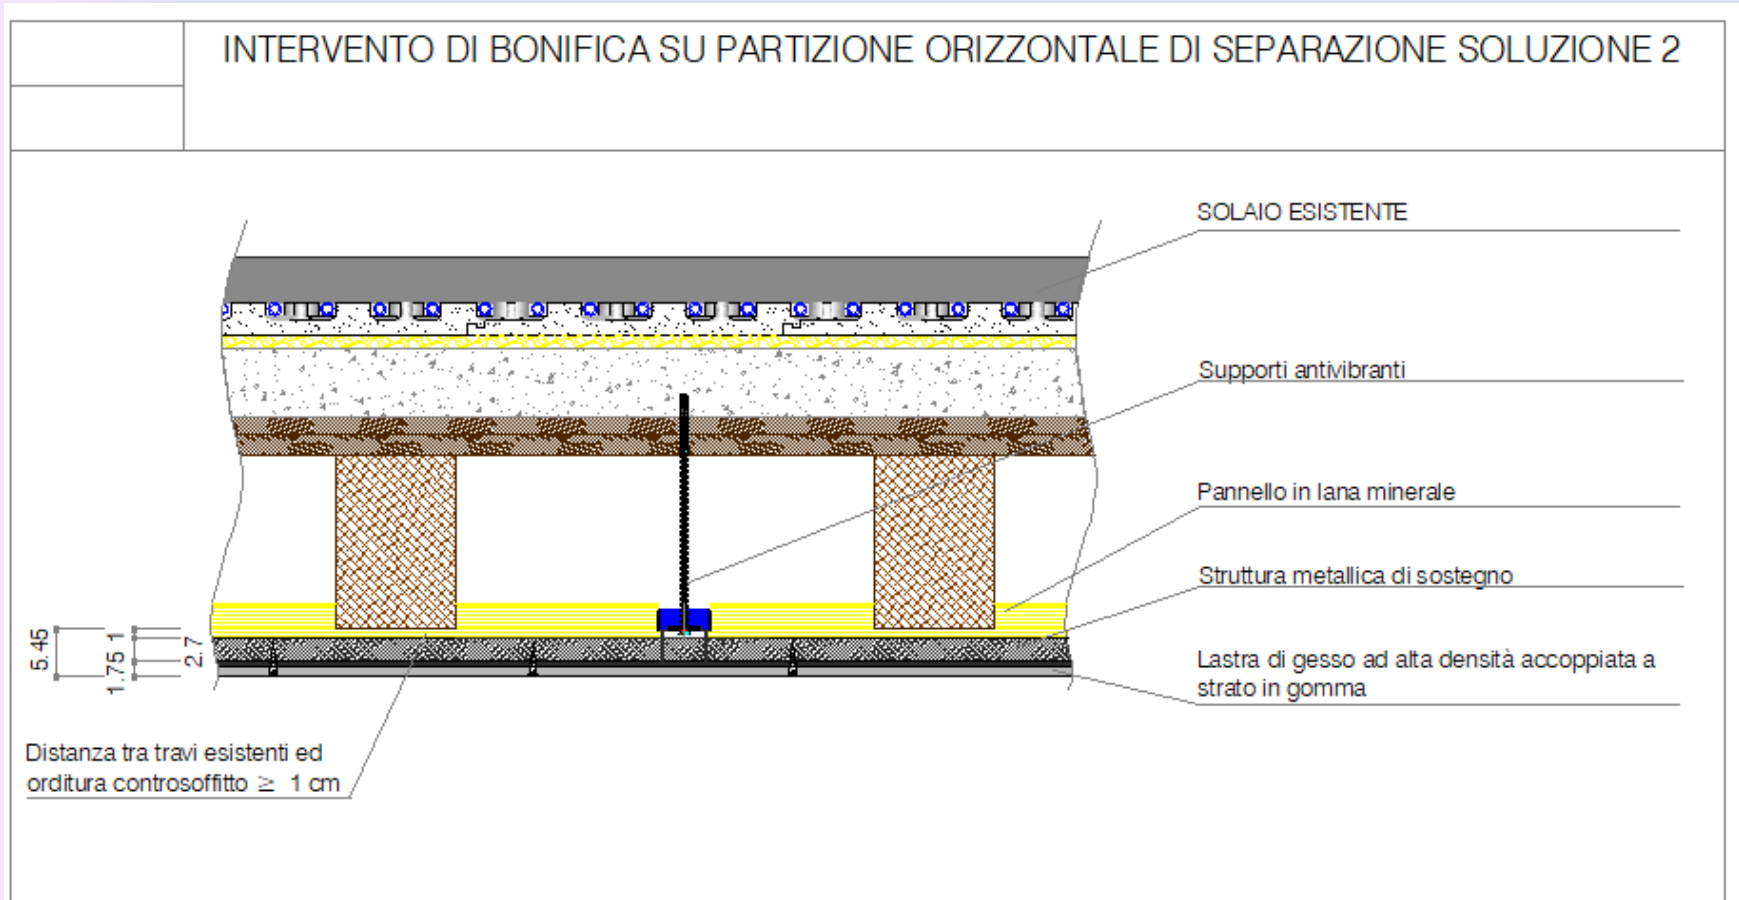 INTERVENTO DI BONIFICA SU PARTIZIONE ORIZZONTALE DI SEPARAZIONE SOLUZIONE 2
SOLAIO ESISTENTE
Supporti antivibranti
Pannello in lana minerale
Struttura metallica di sostegno
Lastra di gesso ad alta densità accoppiata a
strato in gomma
5.45
1.75 1
2.7
Distanza tra travi esistenti ed
orditura controsoffitto ≥ 1 cm